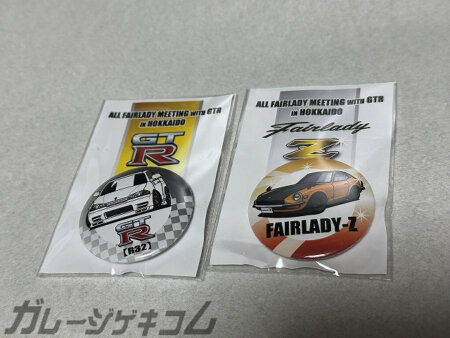 ALL FAIRLADY MEETING WITH GTR
IN HOKKAIDO
GT
R
GT
R
(R32)
ALL FAIRLADY MEETING WITH GTR
IN HOKKAIDO
Fairlady
Z
FAIRLADY-Z
ガレージゲキコム